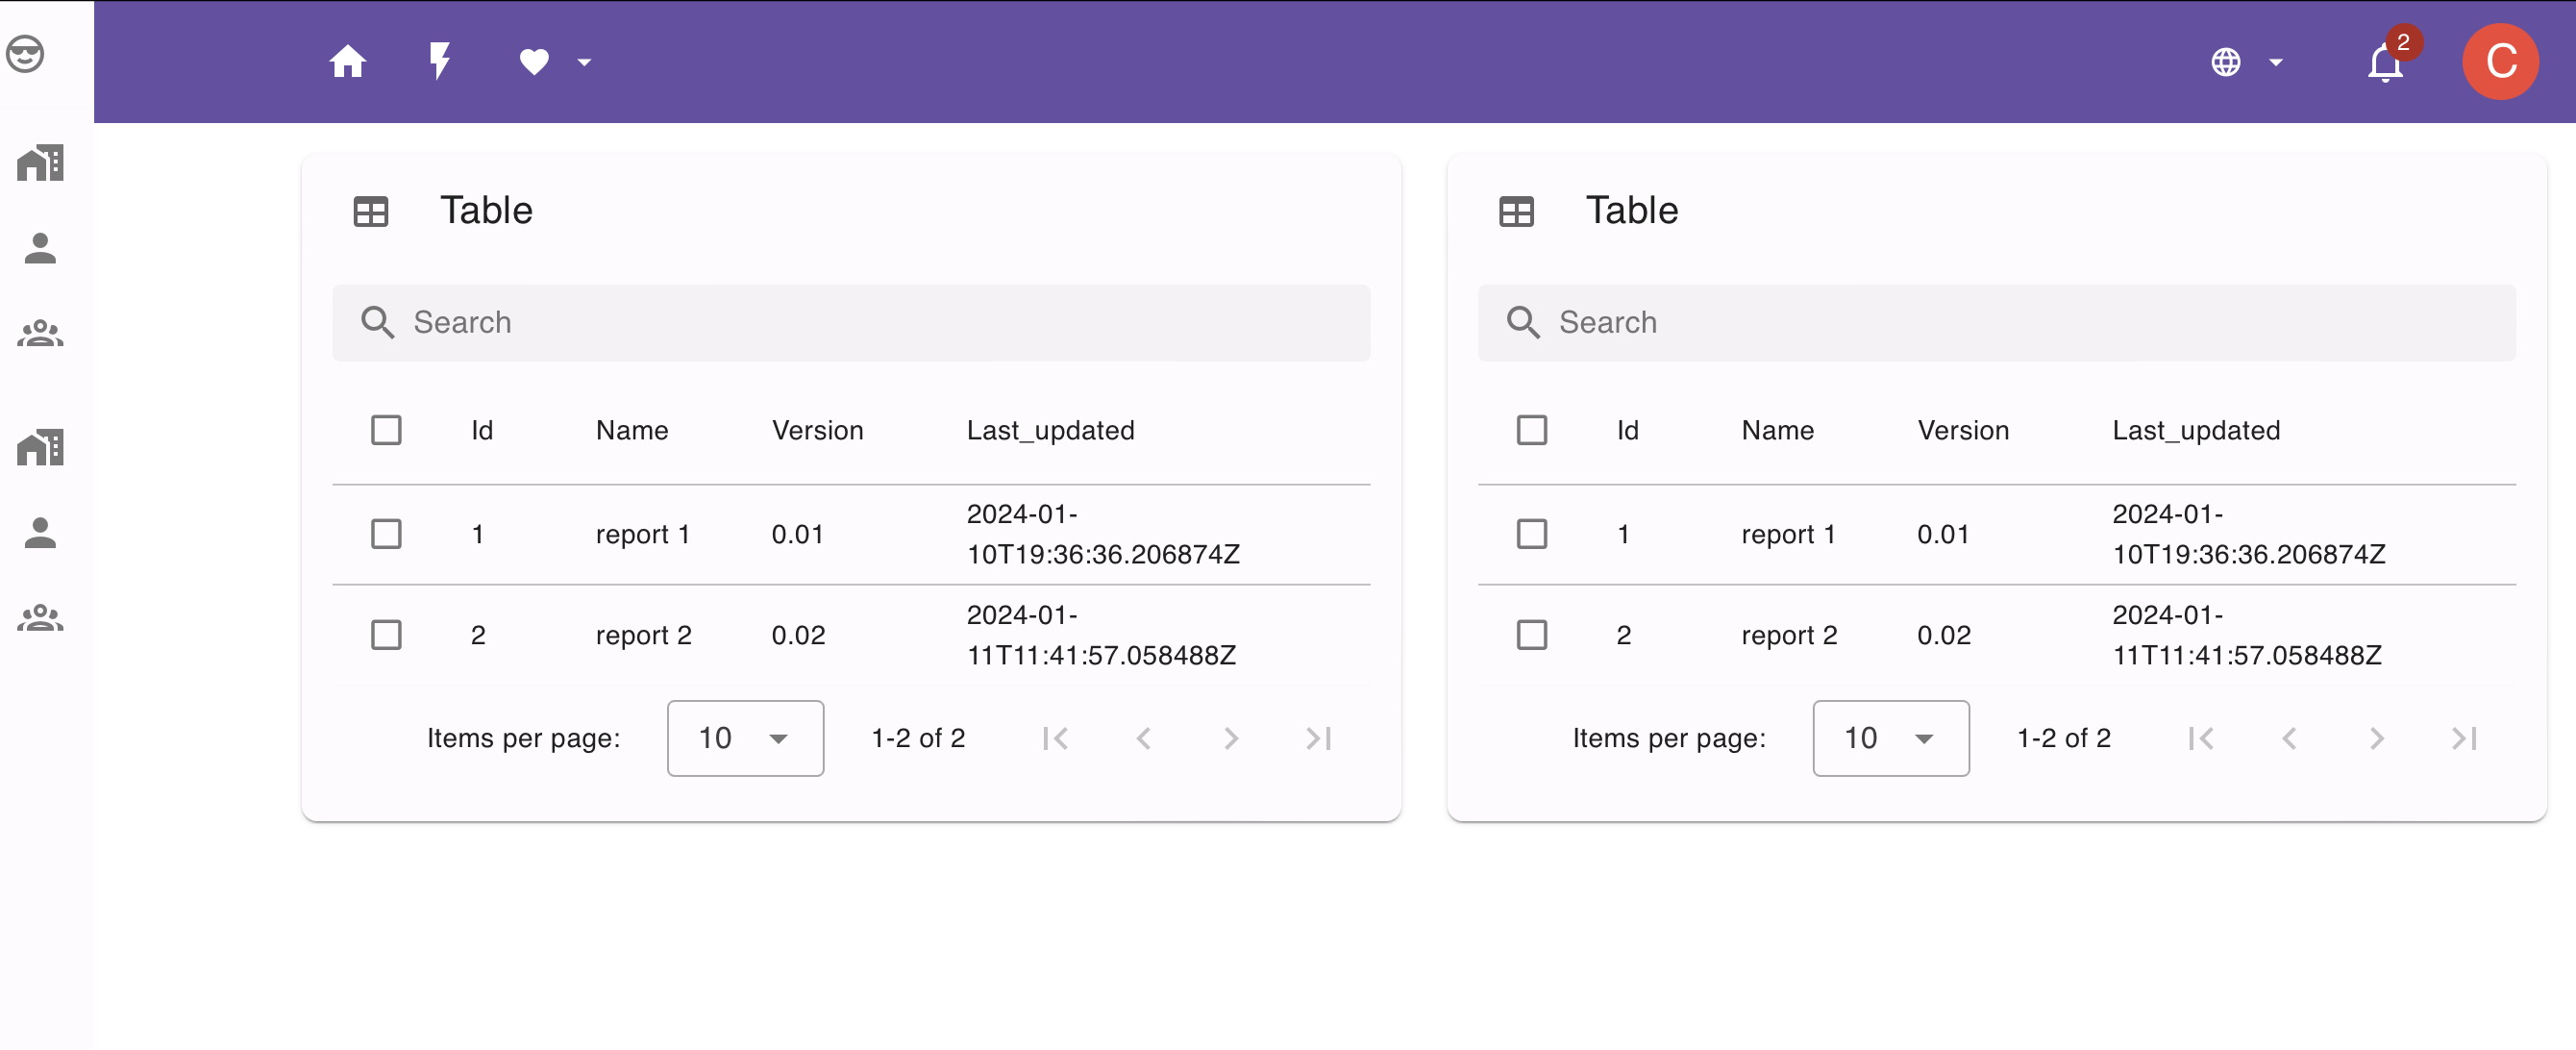 2
C
Table
Search
Id Name Version Last_updated
1 report 1 0.01 2024-01-
10T19:36:36.206874Z
2 report 2 0.02 2024-01-
11T11:41:57.058488Z
Items per page: 10 1-2 of 2
Table
Search
Id Name Version Last_updated
1 report 1 0.01 2024-01-
10T19:36:36.206874Z
2 report 2 0.02 2024-01-
11T11:41:57.058488Z
Items per page: 10 1-2 of 2